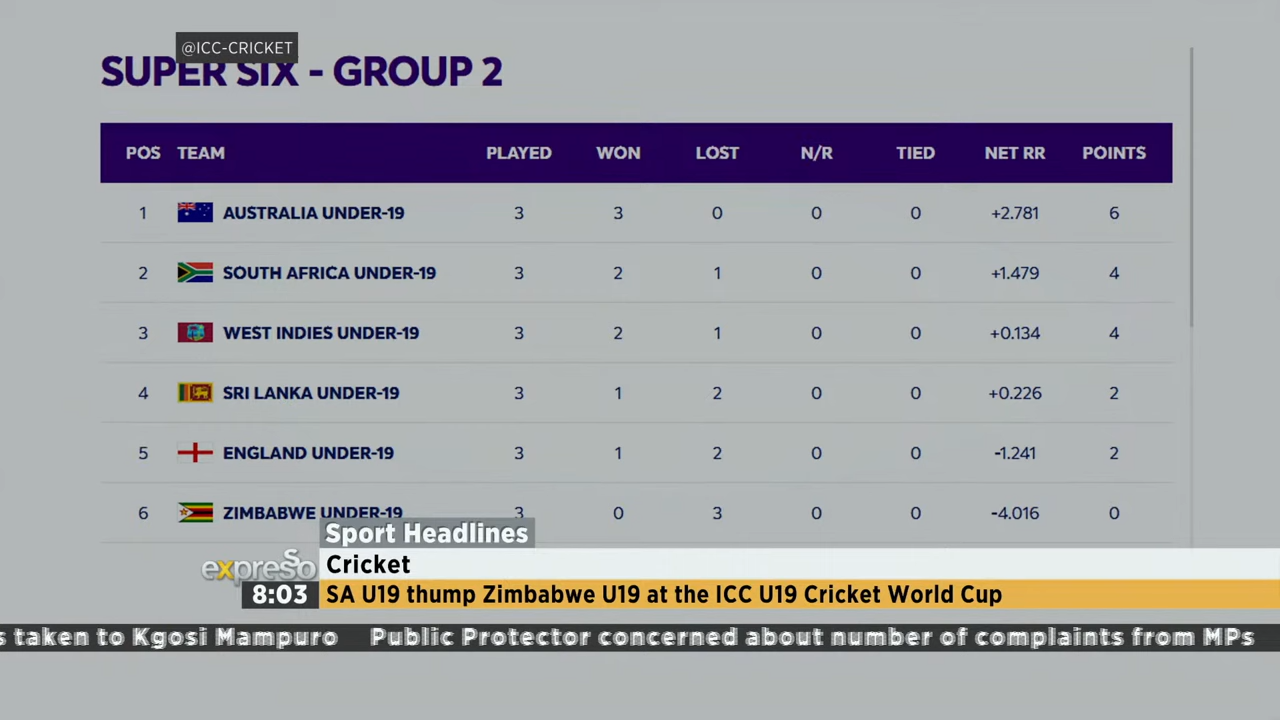 @ICC-CRICKET
SUPER SIX - GROUP 2
POS TEAM PLAYED WON LOST N/R TIED NET RR POINTS
1 AUSTRALIA UNDER-19 3 3 0 0 0 +2.781 6
2 SOUTH AFRICA UNDER-19 3 2 1 0 0 +1.479 4
3 WEST INDIES UNDER-19 3 2 1 0 0 +0.134 4
4 SRI LANKA UNDER-19 3 1 2 0 0 +0.226 2
5 ENGLAND UNDER-19 3 1 2 0 0 -1.241 2
6 ZIMBABWE UNDER-19 3 0 3 0 0 -4.016 0
Sport Headlines
expresso
Cricket
8:03 SA U19 thump Zimbabwe U19 at the ICC U19 Cricket World Cup
s taken to Kgosi Mampuro Public Protector concerned about number of complaints from MPs